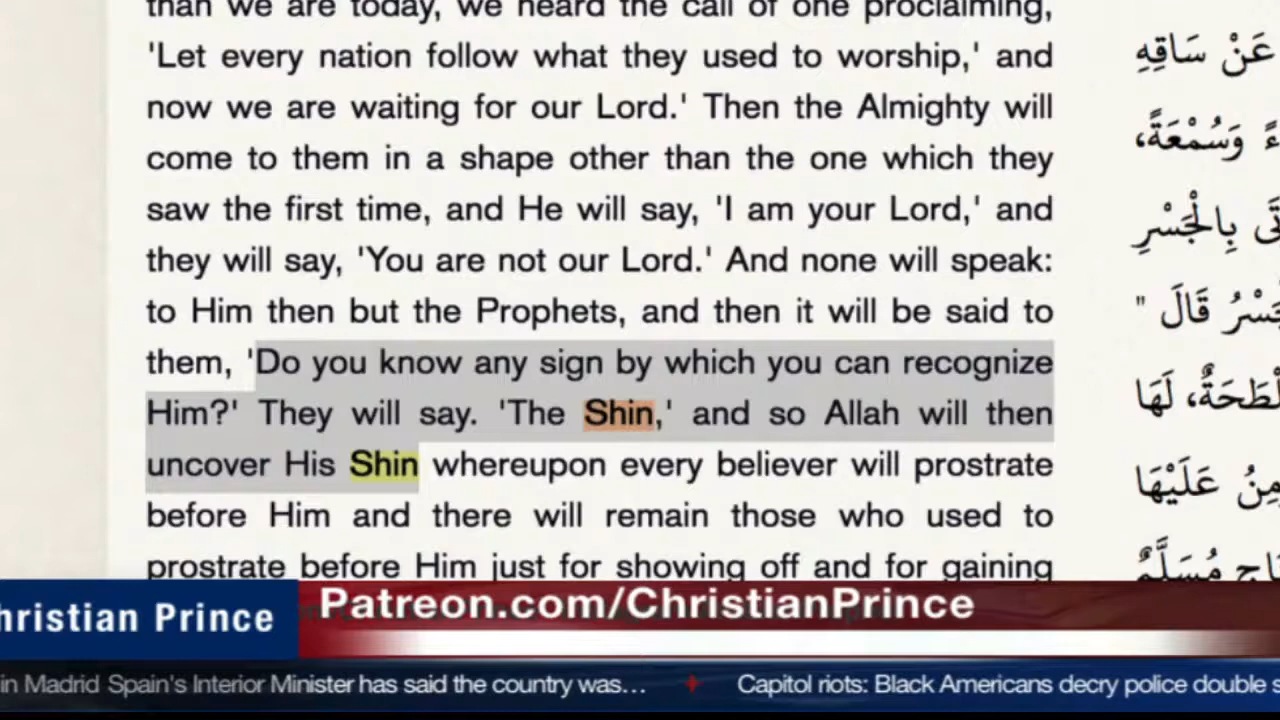 than we are today, we heard the call of one proclaiming,
'Let every nation follow what they used to worship,' and
now we are waiting for our Lord.' Then the Almighty will
come to them in a shape other than the one which they
saw the first time, and He will say, 'I am your Lord,' and
they will say, 'You are not our Lord.' And none will speak:
to Him then but the Prophets, and then it will be said to
them, 'Do you know any sign by which you can recognize
Him?' They will say. 'The Shin,' and so Allah will then
uncover His Shin whereupon every believer will prostrate
before Him and there will remain those who used to
prostrate before Him just for showing off and for gaining
عَنْ سَاقِهِ
ءً وَسُمْعَةً،
بِالْجَسْرِ
قَالَ "
لَهَا
عَلَيْهَا
مُسَلَّمٌ
hristian Prince
Patreon.com/ChristianPrince
in Madrid Spain's Interior Minister has said the country was... Capitol riots: Black Americans decry police double s